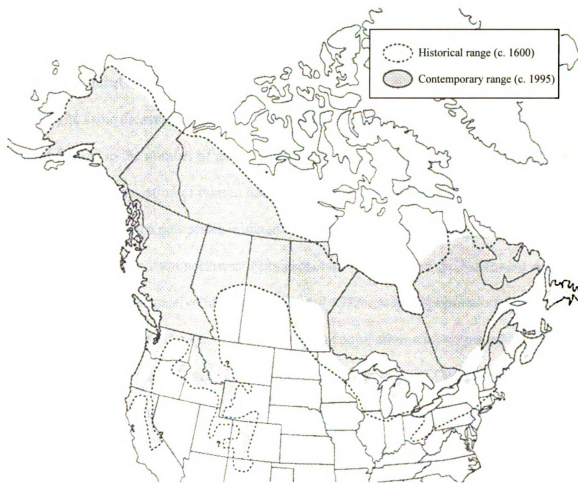 Historical range (c. 1600)
Contemporary range (c. 1995)